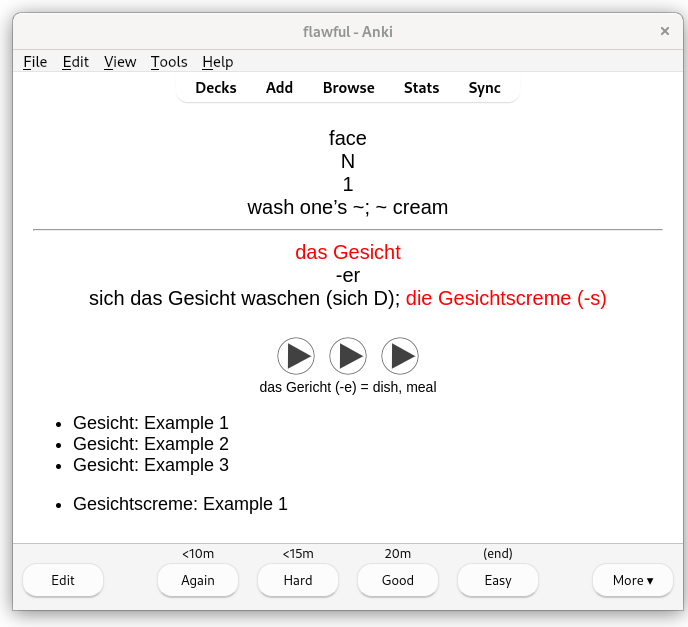 flawful - Anki ×
File Edit View Tools Help
Decks Add Browse Stats Sync
face
N
1
wash one’s ~; ~ cream
das Gesicht
-er
sich das Gesicht waschen (sich D); die Gesichtscreme (-s)
das Gericht (-e) = dish, meal
• Gesicht: Example 1
• Gesicht: Example 2
• Gesicht: Example 3
• Gesichtscreme: Example 1
<10m <15m 20m (end)
Edit Again Hard Good Easy More ▾